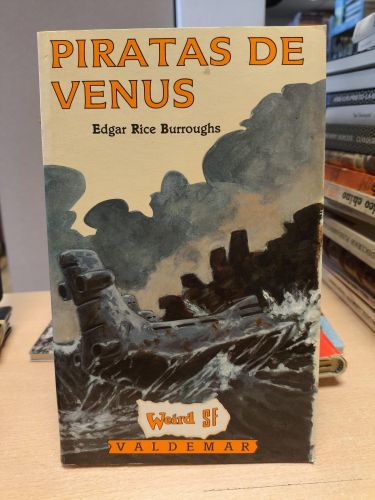 PIRATAS DE
VENUS
Edgar Rice Burroughs
Weird SF
VALDEMAR